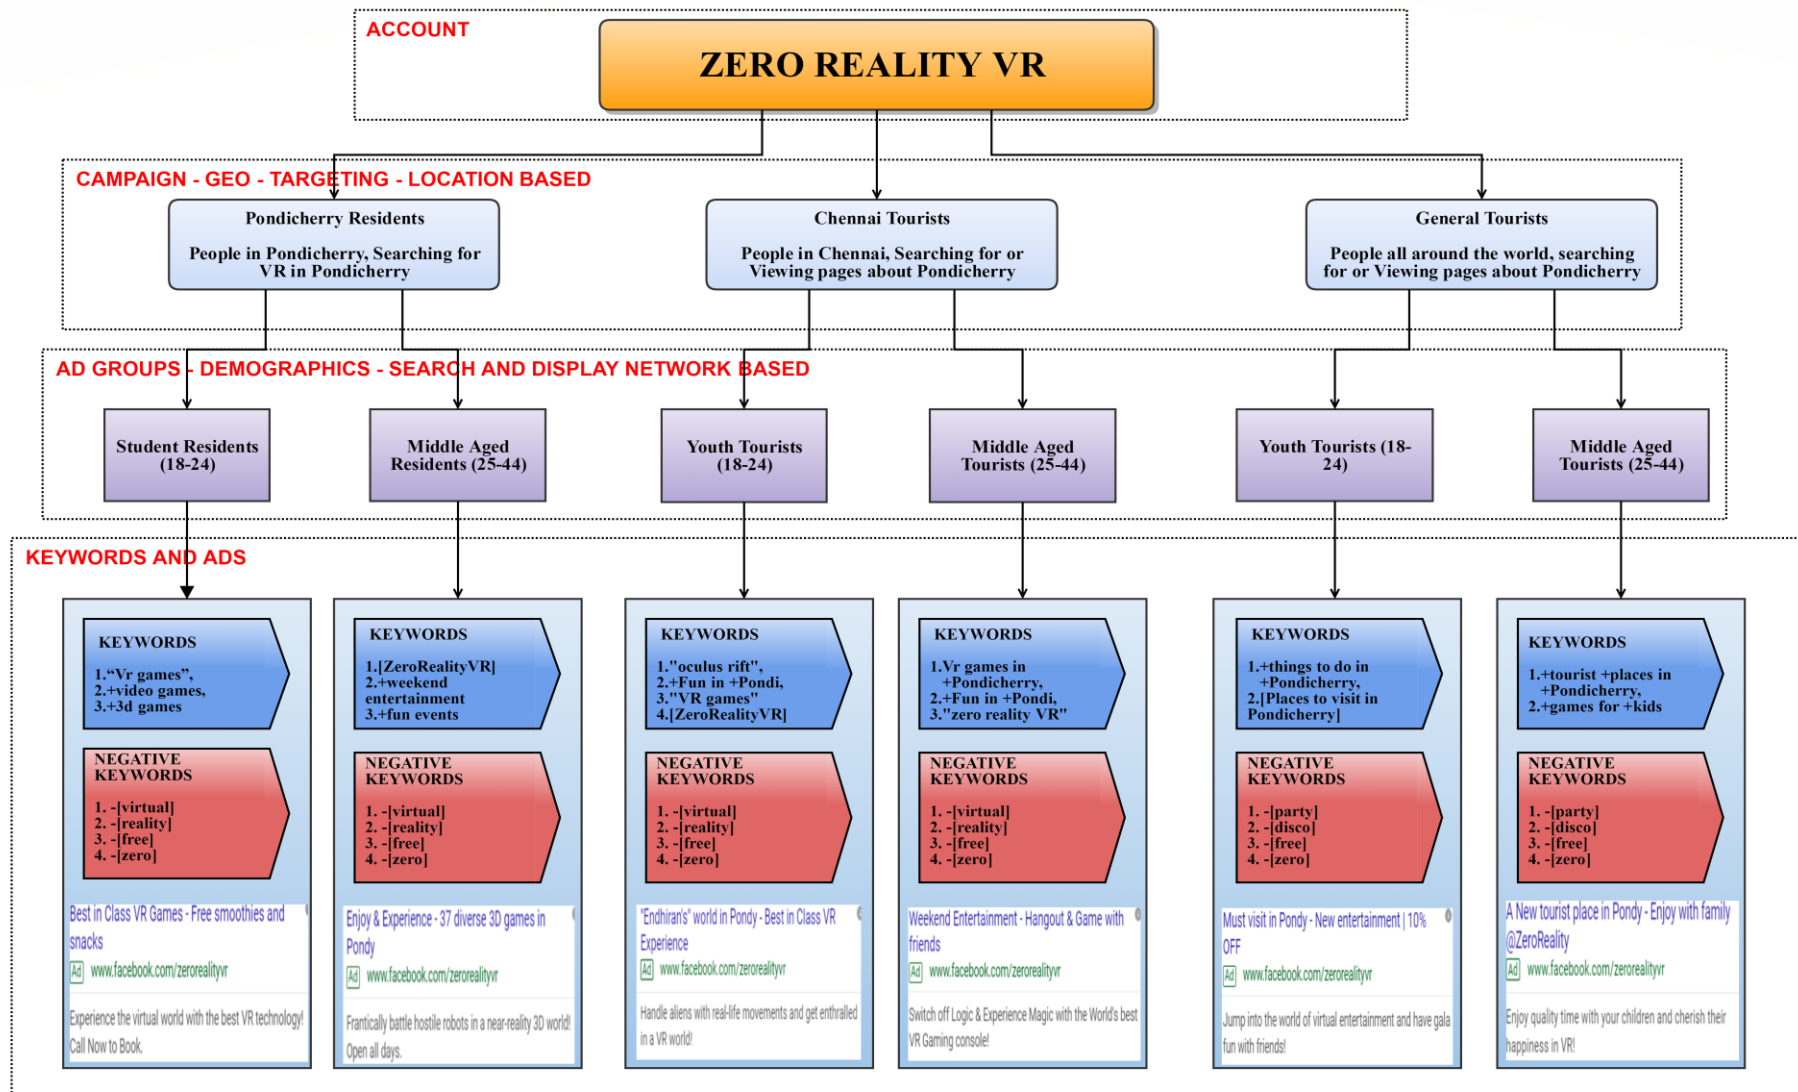 ACCOUNT
ZERO REALITY VR
CAMPAIGN - GEO - TARGETING - LOCATION BASED
Pondicherry Residents
People in Pondicherry, Searching for
VR in Pondicherry
Chennai Tourists
People in Chennai, Searching for or
Viewing pages about Pondicherry
General Tourists
People all around the world, searching
for or Viewing pages about Pondicherry
AD GROUPS - DEMOGRAPHICS - SEARCH AND DISPLAY NETWORK BASED
Student Residents
(18-24)
Middle Aged
Residents (25-44)
Youth Tourists
(18-24)
Middle Aged
Tourists (25-44)
Youth Tourists (18-
24)
Middle Aged
Tourists (25-44)
KEYWORDS AND ADS
KEYWORDS
1.“Vr games”,
2.+video games,
3.+3d games
NEGATIVE
KEYWORDS
1. -[virtual]
2. -[reality]
3. -[free]
4. -[zero]
Best in Class VR Games - Free smoothies and
snacks
Ad www.facebook.com/zerorealityvr
Experience the virtual world with the best VR technology!
Call Now to Book.
KEYWORDS
1.[ZeroRealityVR]
2.+weekend
entertainment
3.+fun events
NEGATIVE
KEYWORDS
1. -[virtual]
2. -[reality]
3. -[free]
4. -[zero]
Enjoy & Experience - 37 diverse 3D games in
Pondy
Ad www.facebook.com/zerorealityvr
Frantically battle hostile robots in a near-reality 3D world!
Open all days.
KEYWORDS
1."oculus rift",
2.+Fun in +Pondi,
3."VR games"
4.[ZeroRealityVR]
NEGATIVE
KEYWORDS
1. -[virtual]
2. -[reality]
3. -[free]
4. -[zero]
"Endhiran's" world in Pondy - Best in Class VR
Experience
Ad www.facebook.com/zerorealityvr
Handle aliens with real-life movements and get enthralled
in a VR world!
KEYWORDS
1.Vr games in
+Pondicherry,
2.+Fun in +Pondi,
3."zero reality VR"
NEGATIVE
KEYWORDS
1. -[virtual]
2. -[reality]
3. -[free]
4. -[zero]
Weekend Entertainment - Hangout & Game with
friends
Ad www.facebook.com/zerorealityvr
Switch off Logic & Experience Magic with the World's best
VR Gaming console!
KEYWORDS
1.+things to do in
+Pondicherry,
2.[Places to visit in
Pondicherry]
NEGATIVE
KEYWORDS
1. -[party]
2. -[disco]
3. -[free]
4. -[zero]
Must visit in Pondy - New entertainment | 10%
OFF
Ad www.facebook.com/zerorealityvr
Jump into the world of virtual entertainment and have gala
fun with friends!
KEYWORDS
1.+tourist +places in
+Pondicherry,
2.+games for +kids
NEGATIVE
KEYWORDS
1. -[party]
2. -[disco]
3. -[free]
4. -[zero]
A New tourist place in Pondy - Enjoy with family
@ZeroReality
Ad www.facebook.com/zerorealityvr
Enjoy quality time with your children and cherish their
happiness in VR!